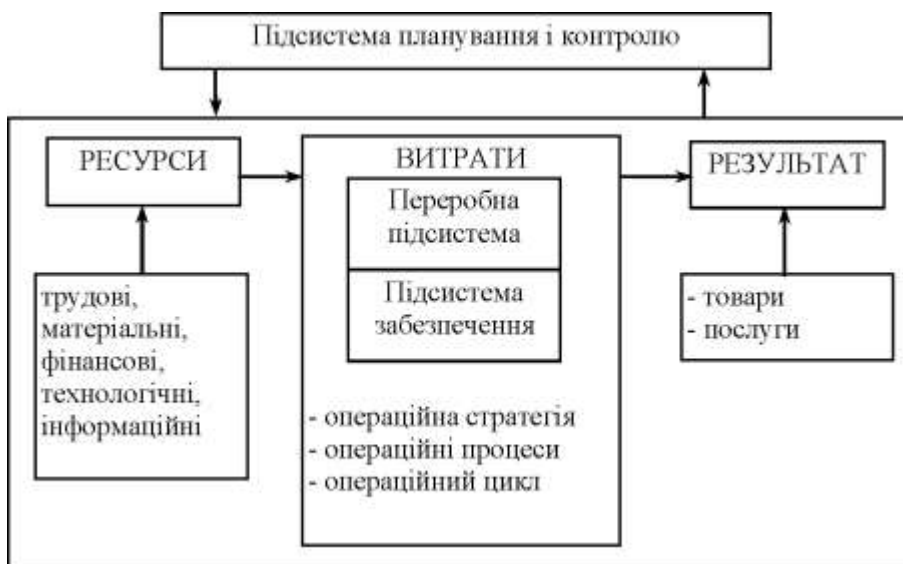 Підсистема планування і контролю
РЕСУРСИ
ВИТРАТИ
РЕЗУЛЬТАТ
Переробна
підсистема
Підсистема
забезпечення
трудові,
матеріальні,
фінансові,
технологічні,
інформаційні
- операційна стратегія
- операційні процеси
- операційний цикл
- товари
- послуги